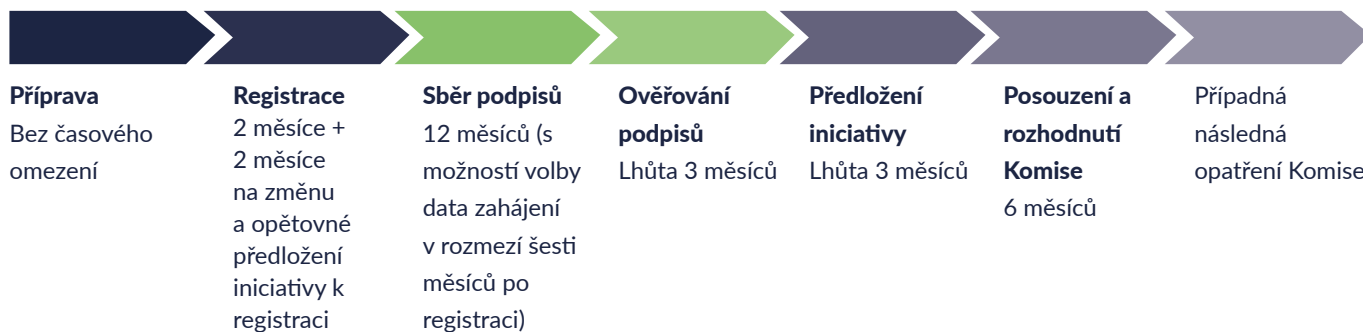 Příprava
Bez časového
omezení
Registrace
2 měsíce +
2 měsíce
na změnu
a opětovné
předložení
iniciativy k
registraci
Sběr podpisů
12 měsíců (s
možností volby
data zahájení
v rozmezí šesti
měsíců po
registraci)
Ověřování
podpisů
Lhůta 3 měsíců
Předložení
iniciativy
Lhůta 3 měsíců
Posouzení a
rozhodnutí
Komise
6 měsíců
Případná
následná
opatření Komise